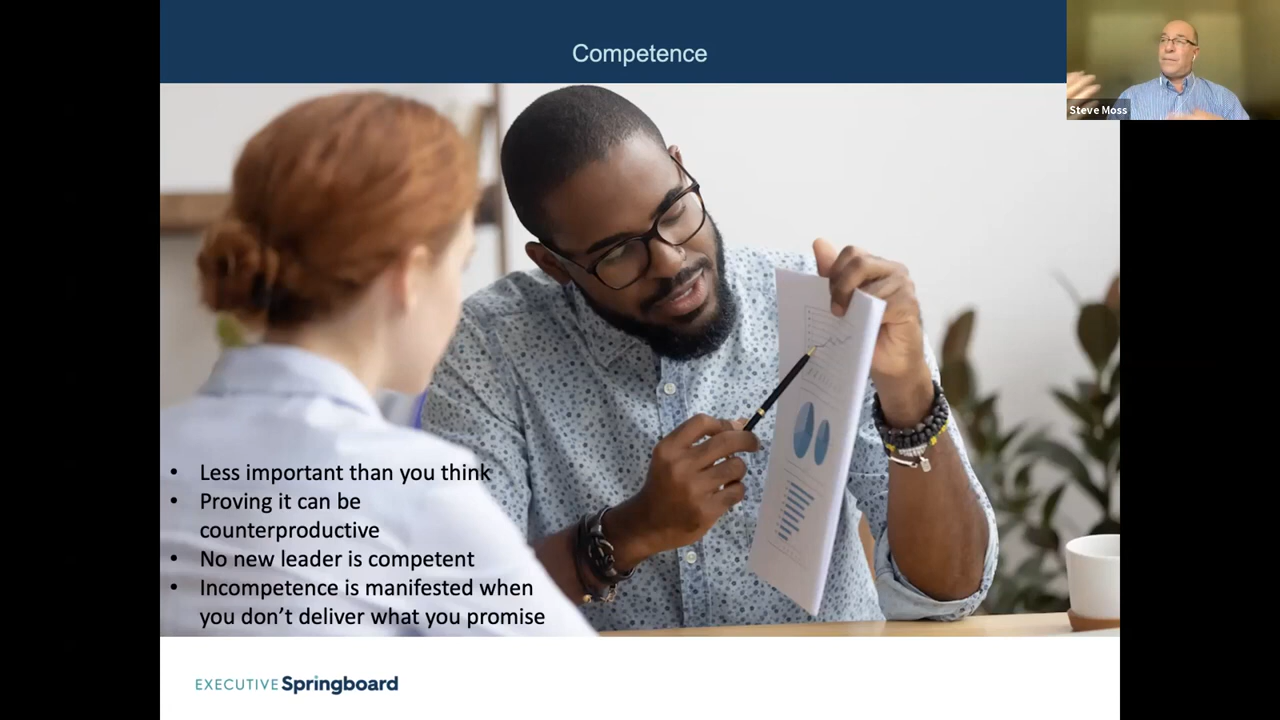 Competence
Steve Moss
• Less important than you think
• Proving it can be
counterproductive
• No new leader is competent
• Incompetence is manifested when
you don’t deliver what you promise
EXECUTIVE Springboard